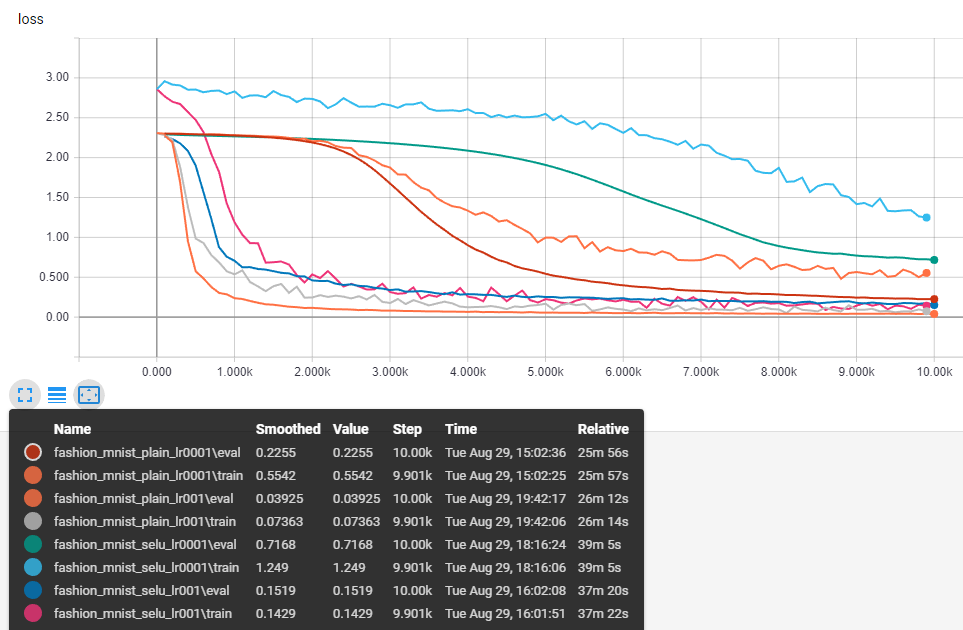 loss
3.00
2.50
2.00
1.50
1.00
0.500
0.00
0.000 1.000k 2.000k 3.000k 4.000k 5.000k 6.000k 7.000k 8.000k 9.000k 10.00k
Name Smoothed Value Step Time Relative
fashion_mnist_plain_lr0001\eval 0.2255 0.2255 10.00k Tue Aug 29, 15:02:36 25m 56s
fashion_mnist_plain_lr0001\train 0.5542 0.5542 9.901k Tue Aug 29, 15:02:25 25m 57s
fashion_mnist_plain_lr001\eval 0.03925 0.03925 10.00k Tue Aug 29, 19:42:17 26m 12s
fashion_mnist_plain_lr001\train 0.07363 0.07363 9.901k Tue Aug 29, 19:42:06 26m 14s
fashion_mnist_selu_lr0001\eval 0.7168 0.7168 10.00k Tue Aug 29, 18:16:24 39m 5s
fashion_mnist_selu_lr0001\train 1.249 1.249 9.901k Tue Aug 29, 18:16:06 39m 5s
fashion_mnist_selu_lr001\eval 0.1519 0.1519 10.00k Tue Aug 29, 16:02:08 37m 20s
fashion_mnist_selu_lr001\train 0.1429 0.1429 9.901k Tue Aug 29, 16:01:51 37m 22s